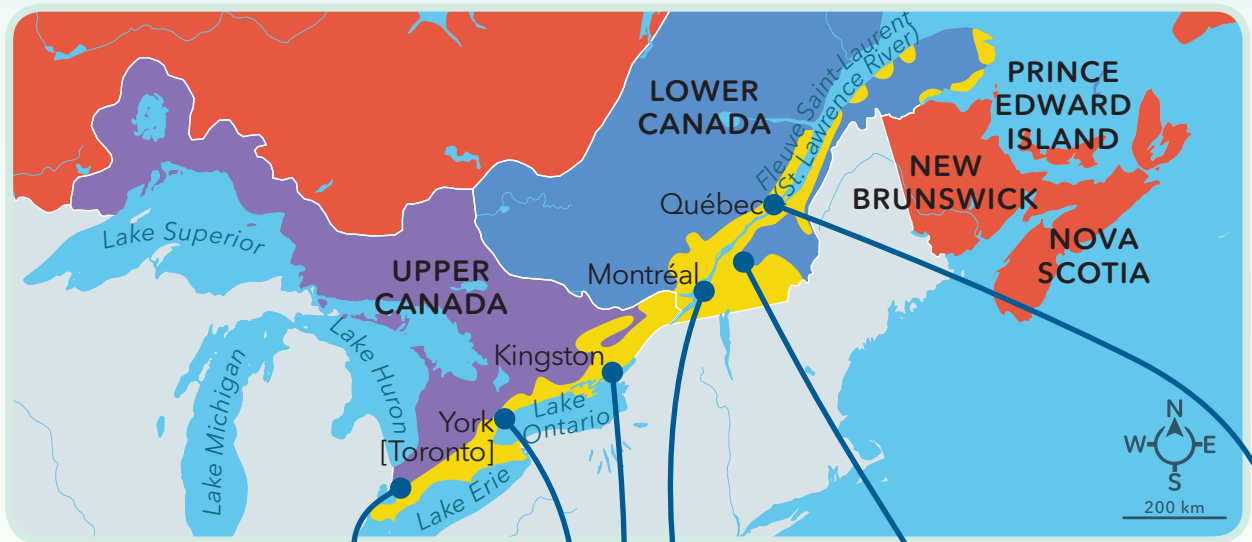 LOWER
CANADA
Fleuve Saint-Laurent
(St. Lawrence River)
PRINCE
EDWARD
ISLAND
NEW
BRUNSWICK
NOVA
SCOTIA
Québec
Lake Superior
UPPER
CANADA
Montréal
Lake Huron
Lake Michigan
Kingston
York
[Toronto]
Lake
Ontario
Lake Erie
N
W
E
S
200 km